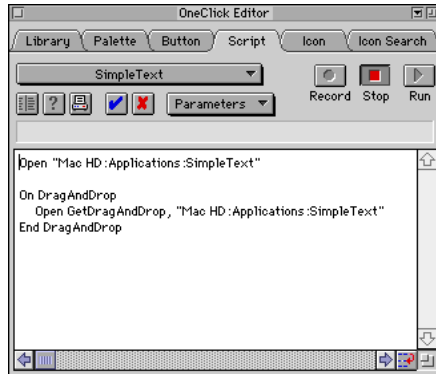 OneClick Editor
Library Palette Button Script Icon Icon Search
SimpleText
Parameters
Record Stop Run
Open "Mac HD:Applications:SimpleText"
On DragAndDrop
Open GetDragAndDrop, "Mac HD:Applications:SimpleText"
End DragAndDrop